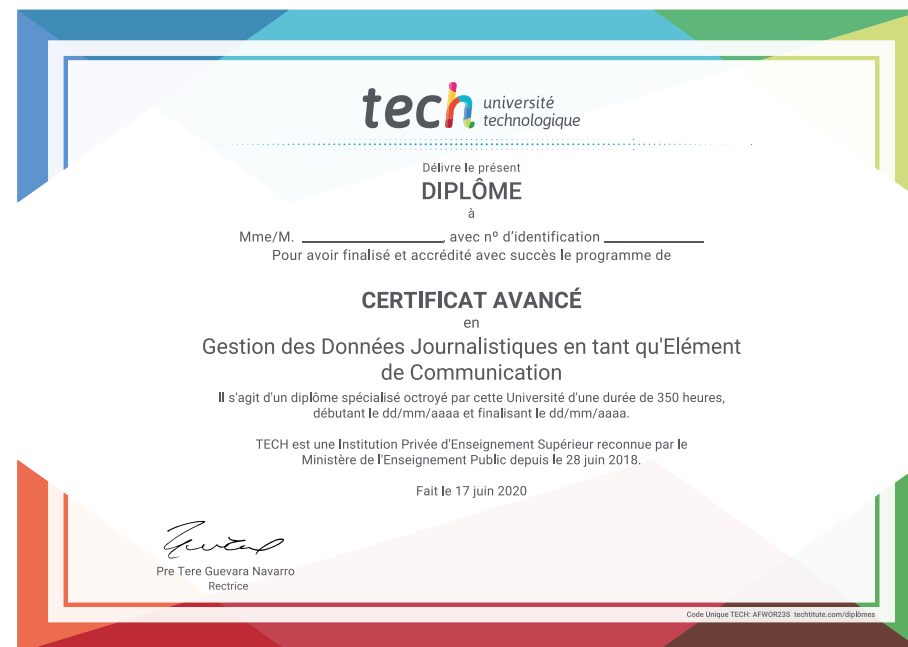 tech université
technologique
Délivre le présent
DIPLÔME
à
Mme/M. ____________, avec nº d'identification ____________
Pour avoir finalisé et accrédité avec succès le programme de
CERTIFICAT AVANCÉ
en
Gestion des Données Journalistiques en tant qu'Elément
de Communication
Il s'agit d'un diplôme spécialisé octroyé par cette Université d'une durée de 350 heures,
débutant le dd/mm/aaaa et finalisant le dd/mm/aaaa.
TECH est une Institution Privée d'Enseignement Supérieur reconnue par le
Ministère de l'Enseignement Public depuis le 28 juin 2018.
Fait le 17 juin 2020
Pre Tere Guevara Navarro
Rectrice
Code Unique TECH: AFWOR23S techtitute.com/diplômes